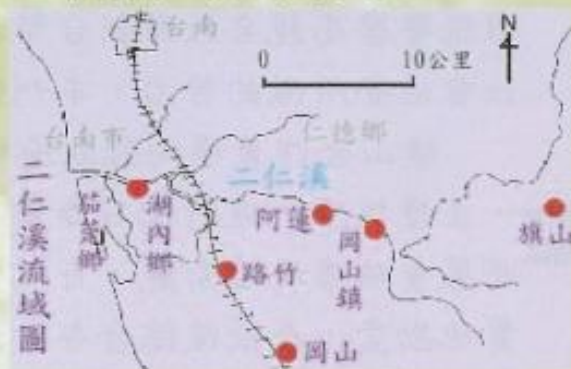 台南
N
0 10公里
台南市
仁德鄉
二仁溪
二仁溪流域圖
茄萣鄉
湖內鄉
阿蓮
岡山鎮
旗山
路竹
岡山